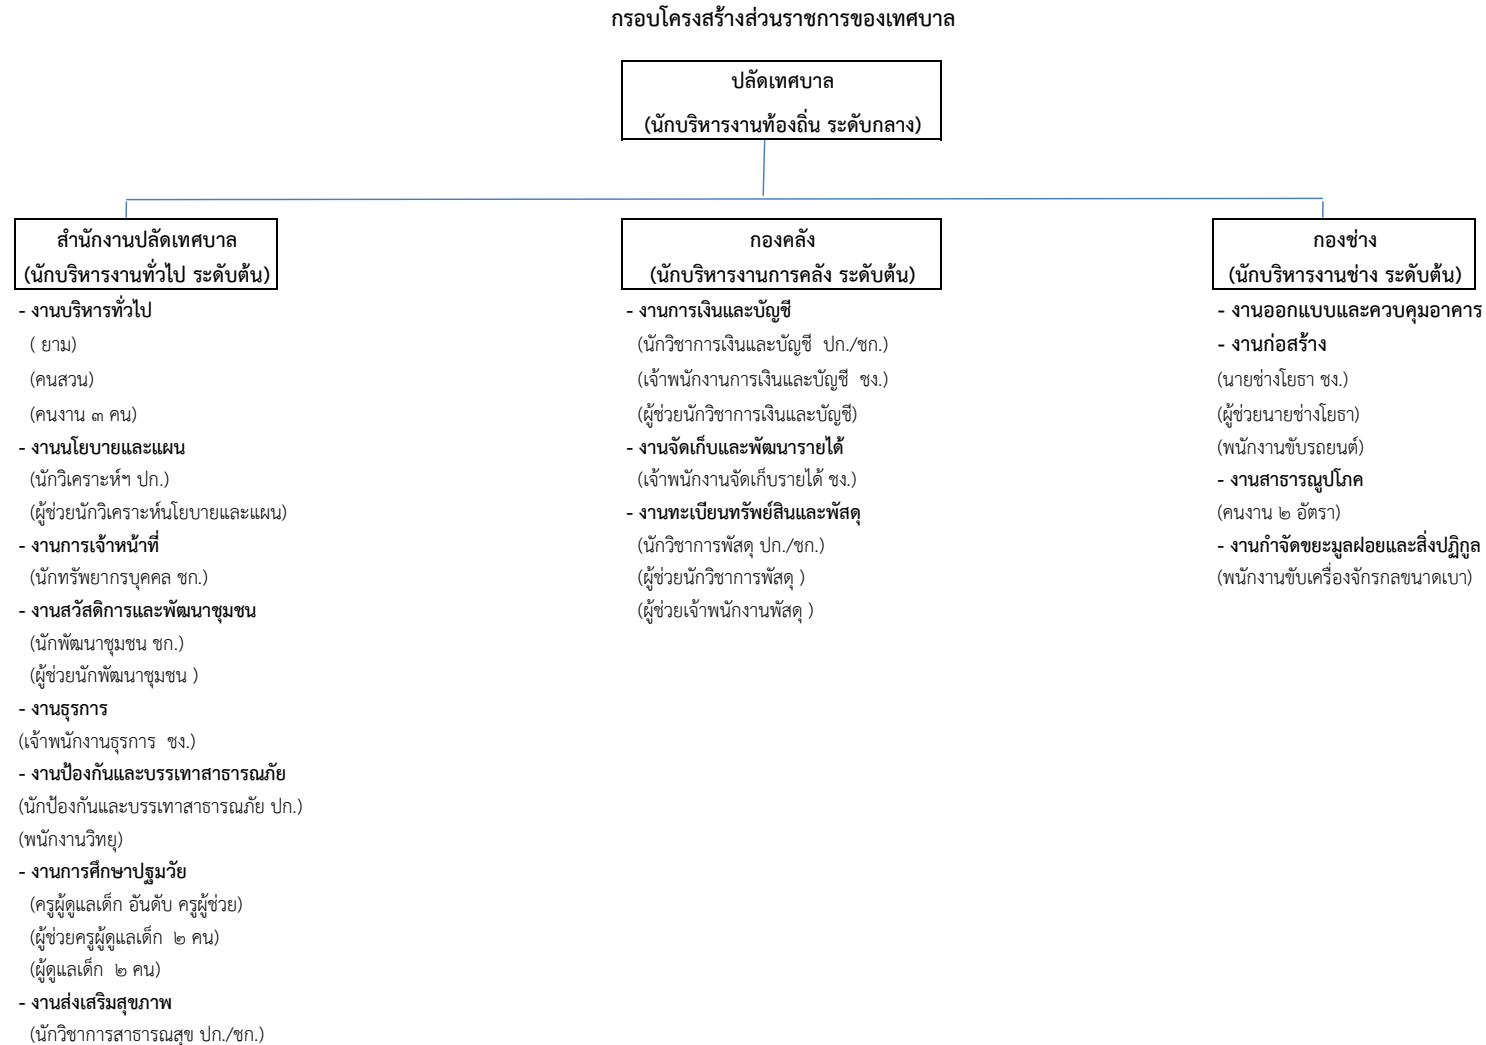 กรอบโครงสร้างส่วนราชการของเทศบาล
ปลัดเทศบาล
(นักบริหารงานท้องถิ่น ระดับกลาง)
สำนักงานปลัดเทศบาล
(นักบริหารงานทั่วไป ระดับต้น)
- งานบริหารทั่วไป
( ยาม)
(คนสวน)
(คนงาน ๓ คน)
- งานนโยบายและแผน
(นักวิเคราะห์ฯ ปก.)
(ผู้ช่วยนักวิเคราะห์นโยบายและแผน)
- งานการเจ้าหน้าที่
(นักทรัพยากรบุคคล ชก.)
- งานสวัสดิการและพัฒนาชุมชน
(นักพัฒนาชุมชน ชก.)
(ผู้ช่วยนักพัฒนาชุมชน )
- งานธุรการ
(เจ้าพนักงานธุรการ ชง.)
- งานป้องกันและบรรเทาสาธารณภัย
(นักป้องกันและบรรเทาสาธารณภัย ปก.)
(พนักงานวิทยุ)
- งานการศึกษาปฐมวัย
(ครูผู้ดูแลเด็ก อันดับ ครูผู้ช่วย)
(ผู้ช่วยครูผู้ดูแลเด็ก ๒ คน)
(ผู้ดูแลเด็ก ๒ คน)
- งานส่งเสริมสุขภาพ
(นักวิชาการสาธารณสุข ปก./ชก.)
กองคลัง
(นักบริหารงานการคลัง ระดับต้น)
- งานการเงินและบัญชี
(นักวิชาการเงินและบัญชี ปก./ชก.)
(เจ้าพนักงานการเงินและบัญชี ชง.)
(ผู้ช่วยนักวิชาการเงินและบัญชี)
- งานจัดเก็บและพัฒนารายได้
(เจ้าพนักงานจัดเก็บรายได้ ชง.)
- งานทะเบียนทรัพย์สินและพัสดุ
(นักวิชาการพัสดุ ปก./ชก.)
(ผู้ช่วยนักวิชาการพัสดุ )
(ผู้ช่วยเจ้าพนักงานพัสดุ )
กองช่าง
(นักบริหารงานช่าง ระดับต้น)
- งานออกแบบและควบคุมอาคาร
- งานก่อสร้าง
(นายช่างโยธา ชง.)
(ผู้ช่วยนายช่างโยธา)
(พนักงานขับรถยนต์)
- งานสาธารณูปโภค
(คนงาน ๒ อัตรา)
- งานกำจัดขยะมูลฝอยและสิ่งปฏิกูล
(พนักงานขับเครื่องจักรกลขนาดเบา)